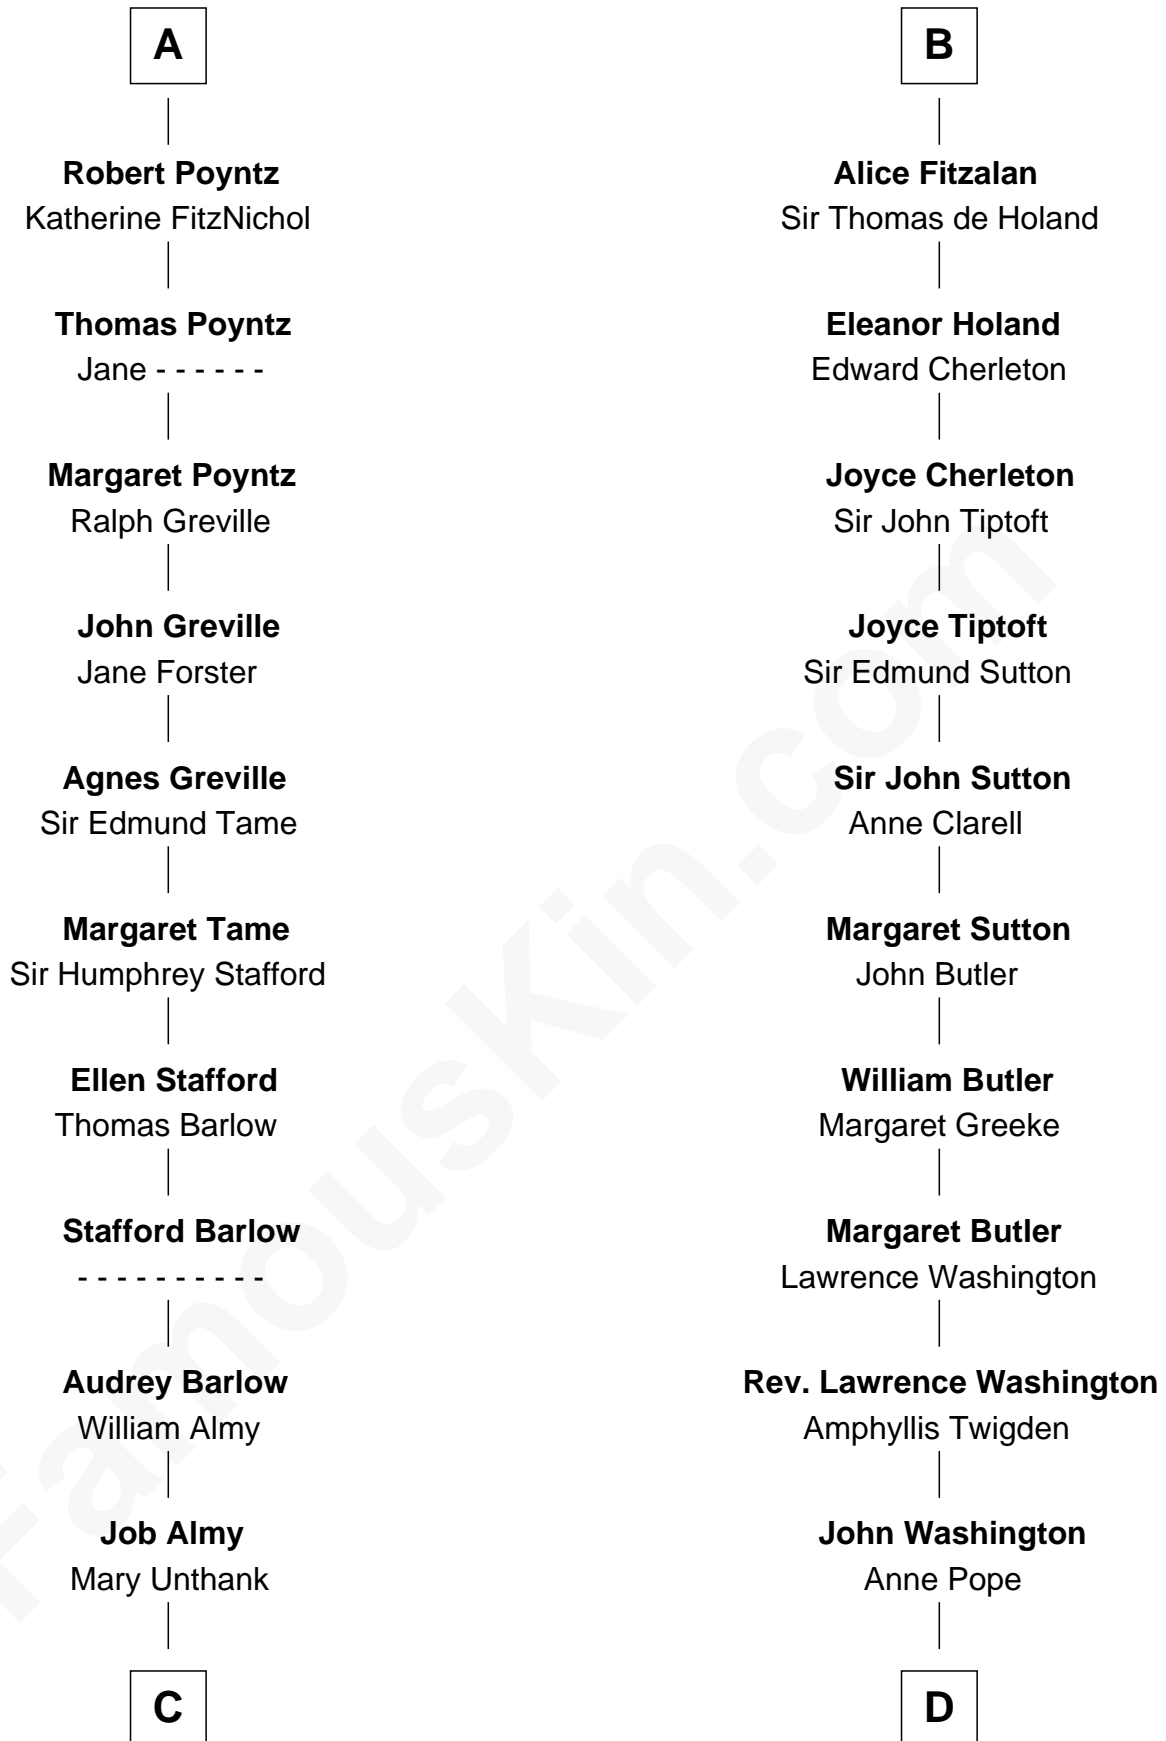 A
Robert Poyntz
Katherine FitzNichol
Thomas Poyntz
Jane - - - - - -
Margaret Poyntz
Ralph Greville
John Greville
Jane Forster
Agnes Greville
Sir Edmund Tame
Margaret Tame
Sir Humphrey Stafford
Ellen Stafford
Thomas Barlow
Stafford Barlow
- - - - - - - - - -
Audrey Barlow
William Almy
Job Almy
Mary Unthank
C
B
Alice Fitzalan
Sir Thomas de Holand
Eleanor Holand
Edward Cherleton
Joyce Cherleton
Sir John Tiptoft
Joyce Tiptoft
Sir Edmund Sutton
Sir John Sutton
Anne Clarell
Margaret Sutton
John Butler
William Butler
Margaret Greeke
Margaret Butler
Lawrence Washington
Rev. Lawrence Washington
Amphyllis Twigden
John Washington
Anne Pope
D
FamousKin.com